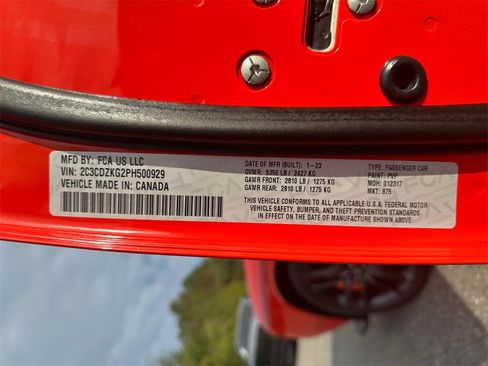 MFD BY: FCA US LLC
VIN: 2C3CDZKG2PH500929
VEHICLE MADE IN: CANADA
DATE OF MFR (BUILT): 1-23
GVWR: 5350 LB / 2427 KG
GAWR FRONT: 2810 LB / 1275 KG
GAWR REAR: 2810 LB / 1275 KG
TYPE: PASSENGER CAR
PAINT: PVP
MDH: 012317
MKT: 875
THIS VEHICLE CONFORMS TO ALL APPLICABLE U.S.A. FEDERAL MOTOR
VEHICLE SAFETY, BUMPER, AND THEFT PREVENTION STANDARDS IN
EFFECT ON THE DATE OF MANUFACTURE SHOWN ABOVE.